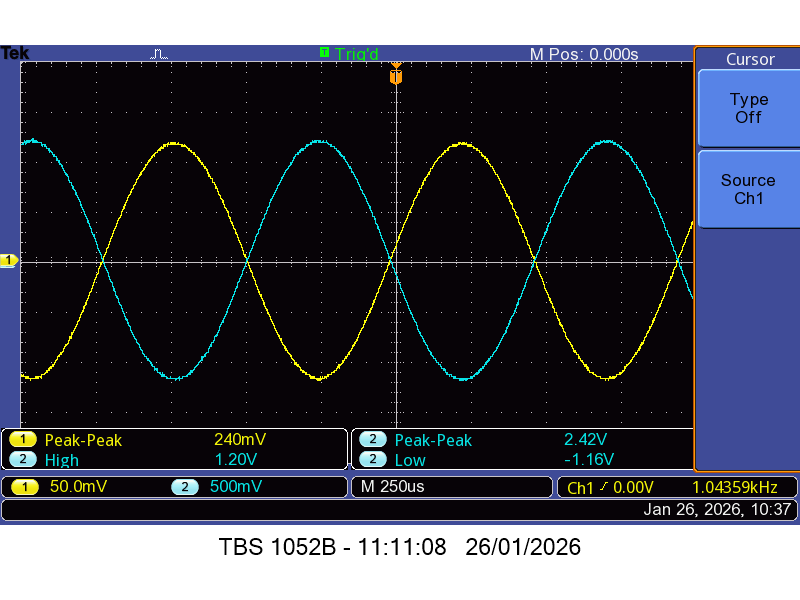 Tek T Trig'd M Pos: 0.000s Cursor
T
Type
Off
Source
Ch1
1
1 Peak-Peak 240mV 2 Peak-Peak 2.42V
2 High 1.20V 2 Low -1.16V
1 50.0mV 2 500mV M 250us Ch1 0.00V 1.04359kHz
Jan 26, 2026, 10:37
TBS 1052B - 11:11:08 26/01/2026